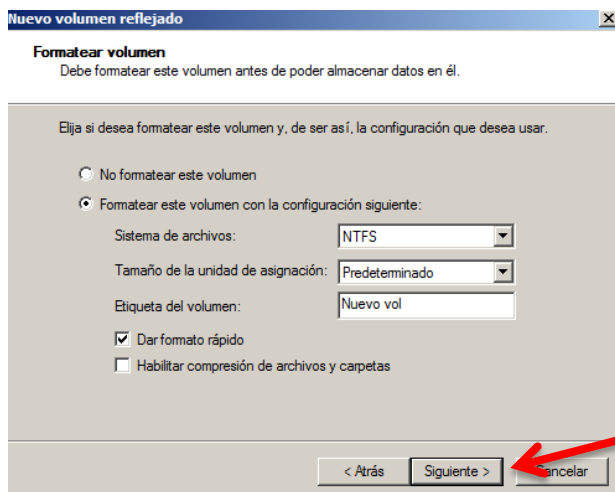 Nuevo volumen reflejado
Formatear volumen
Debe formatear este volumen antes de poder almacenar datos en él.
Elija si desea formatear este volumen y, de ser así, la configuración que desea usar.
No formatear este volumen
Formatear este volumen con la configuración siguiente:
Sistema de archivos: NTFS
Tamaño de la unidad de asignación: Predeterminado
Etiqueta del volumen: Nuevo vol
Dar formato rápido
Habilitar compresión de archivos y carpetas
< Atrás Siguiente > Cancelar